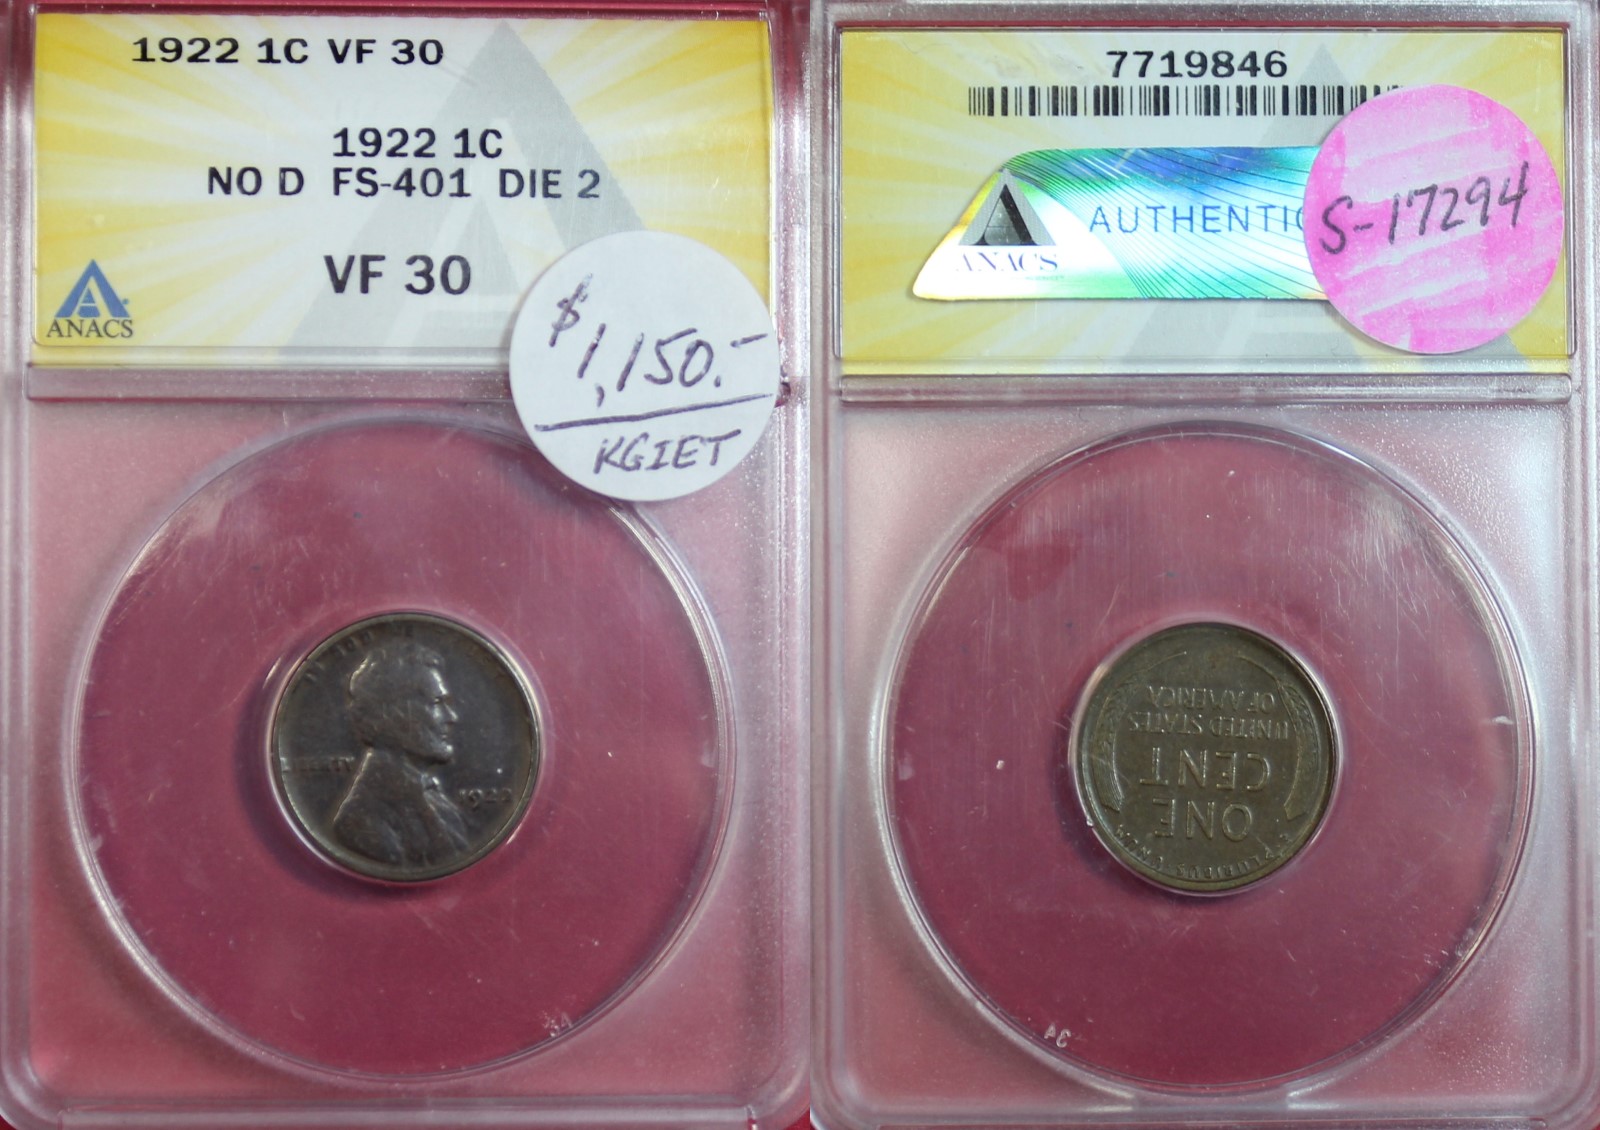 1922 1C VF 30
1922 1C
NO D FS-401 DIE 2
VF 30
ANACS
$1,150.-
KGIET
LIBERTY
1922
7719846
AUTHENTIC
ANACS
S-17294
PLURIBUS
ONE
CENT
UNITED STATES
OF AMERICA